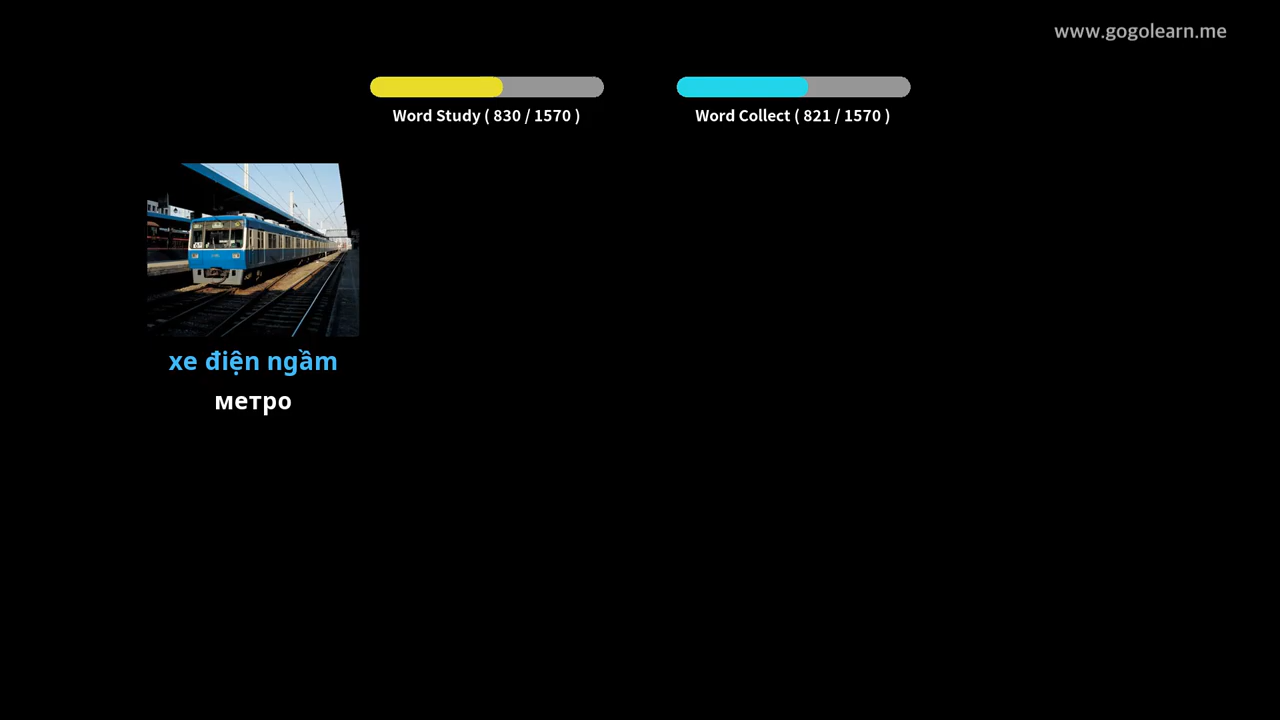 www.gogolearn.me
Word Study ( 830 / 1570 )
Word Collect ( 821 / 1570 )
xe điện ngầm
метро